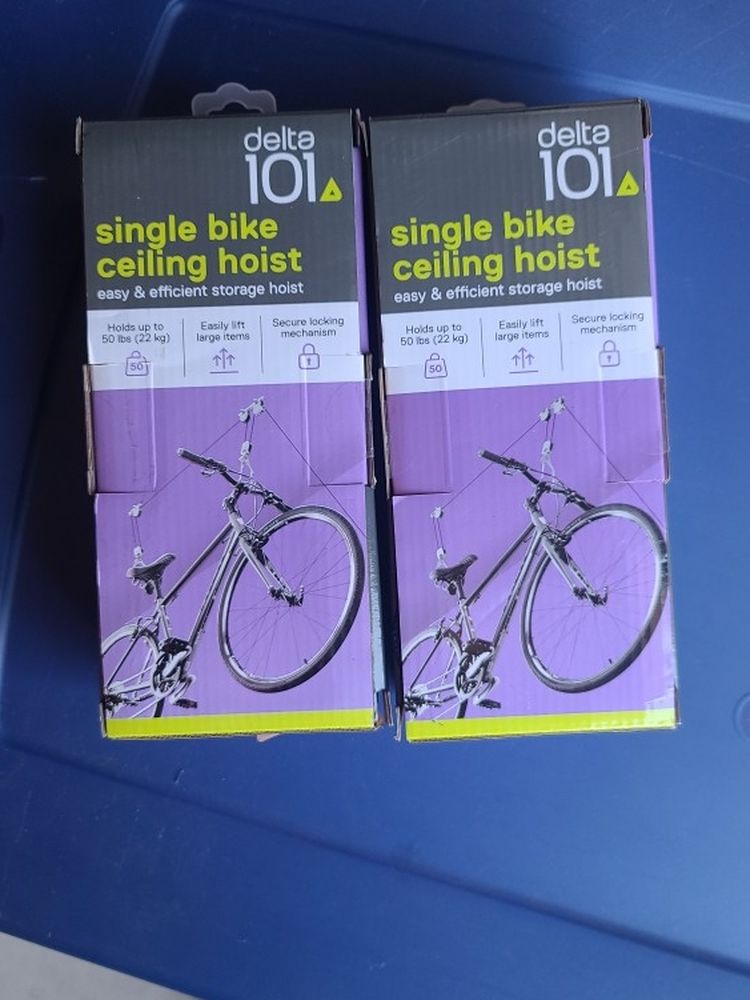 delta
101
single bike
ceiling hoist
easy & efficient storage hoist
Holds up to
50 lbs (22 kg)
50
Easily lift
large items
Secure locking
mechanism
delta
101
single bike
ceiling hoist
easy & efficient storage hoist
Holds up to
50 lbs (22 kg)
50
Easily lift
large items
Secure locking
mechanism